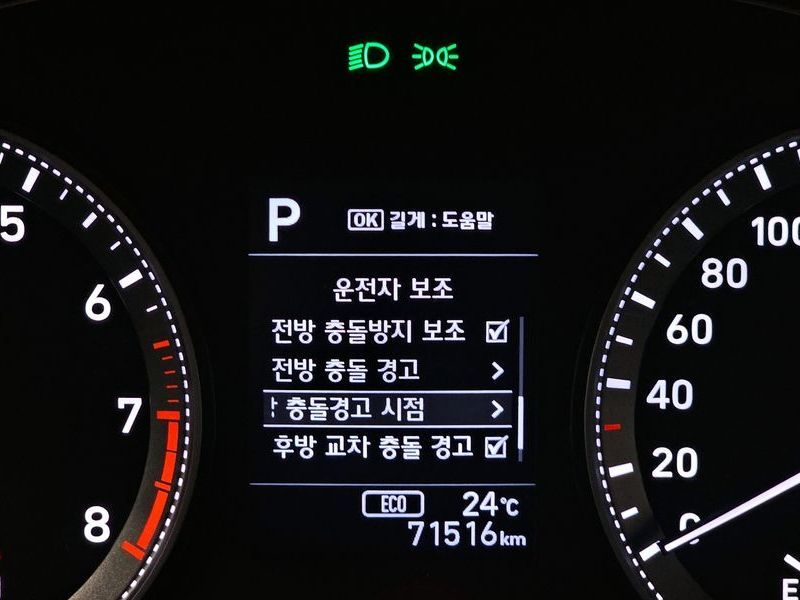 P
OK 길게 : 도움말
운전자 보조
전방 충돌방지 보조
전방 충돌 경고
충돌경고 시점
후방 교차 충돌 경고
ECO 24℃
71516km
5
6
7
8
100
80
60
40
20
0
E